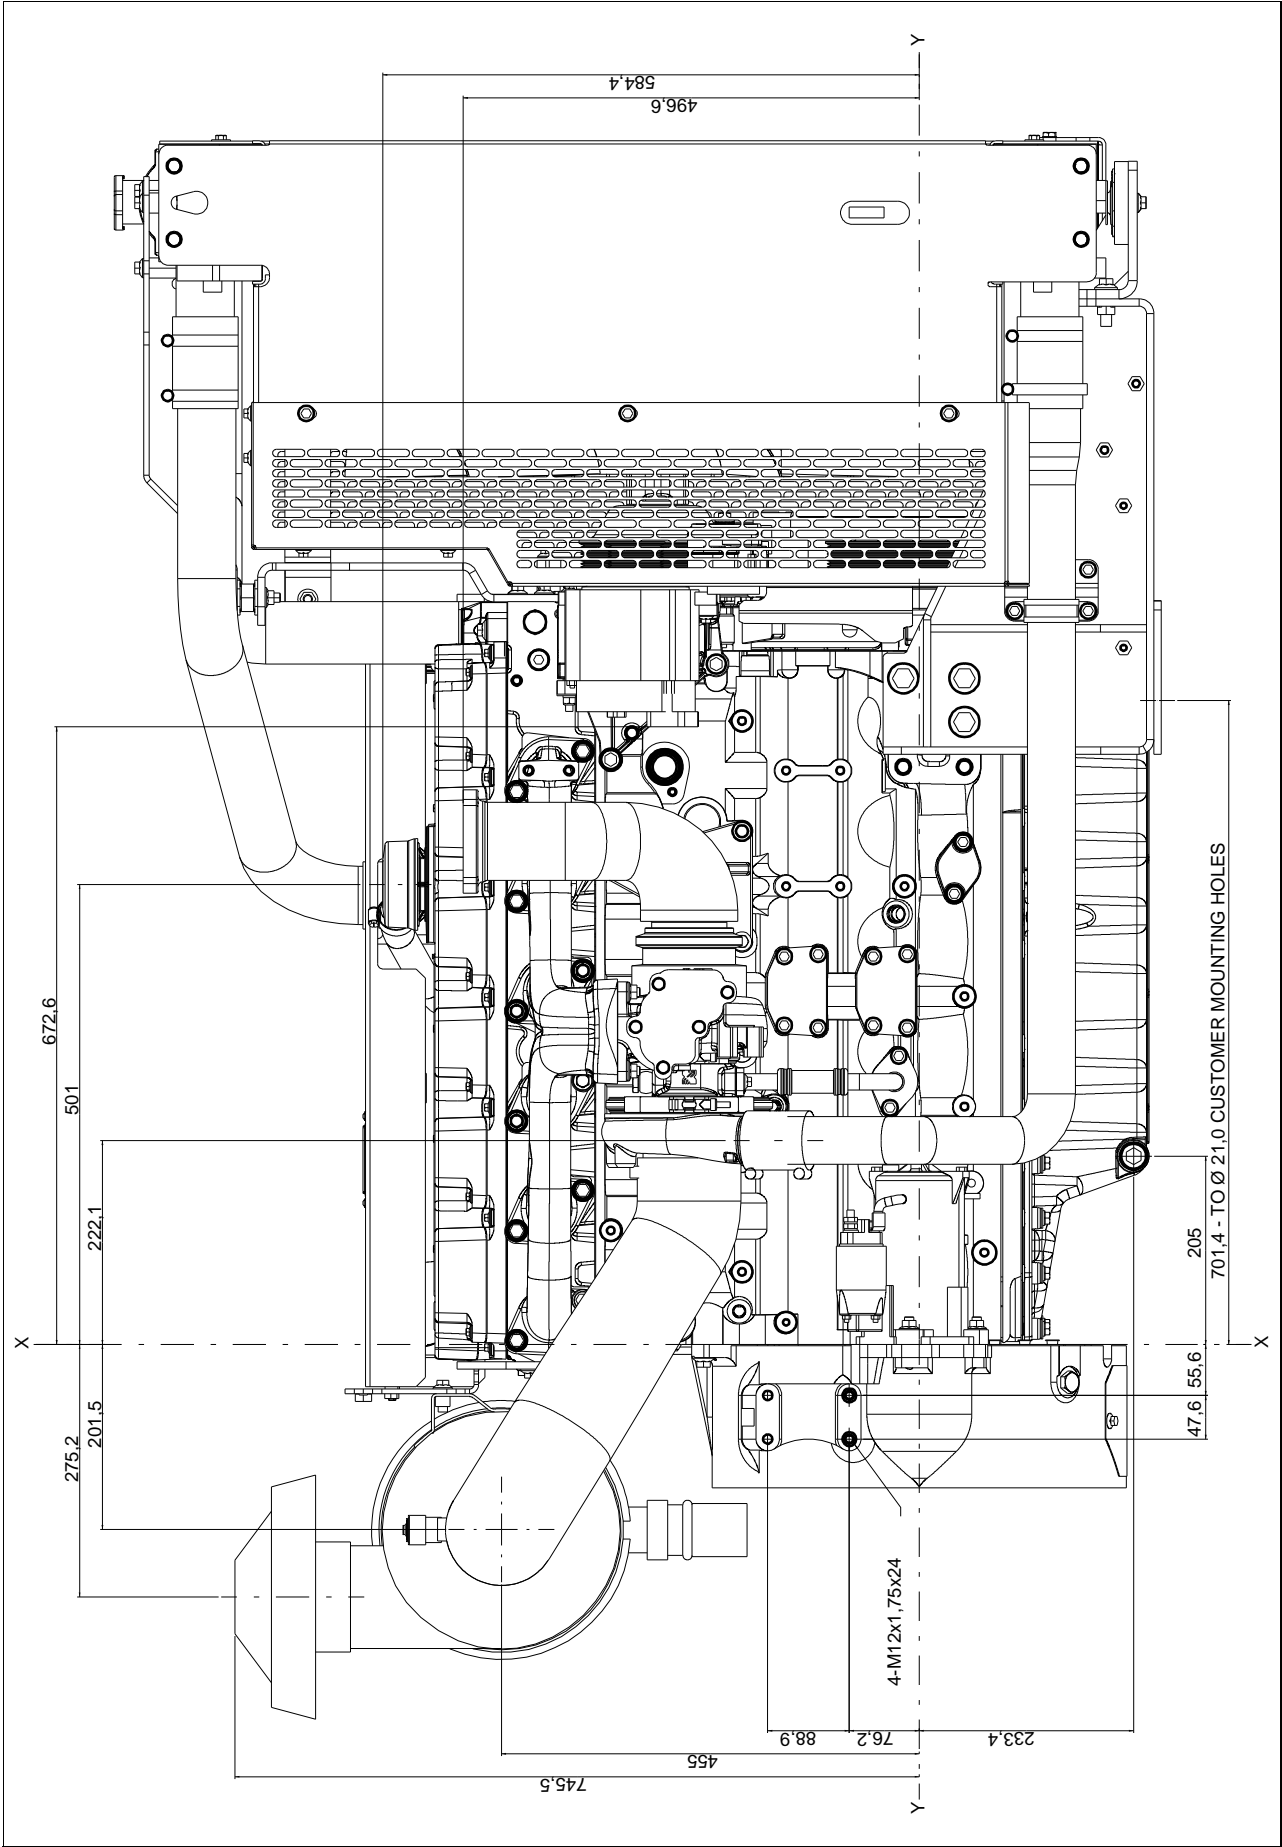 Y
584,4
496,6
672,6
501
222,1
X
275,2
201,5
205
701,4 - TO Ø 21,0 CUSTOMER MOUNTING HOLES
X
55,6
47,6
4-M12x1,75x24
88,9
76,2
233,4
455
745,5
Y